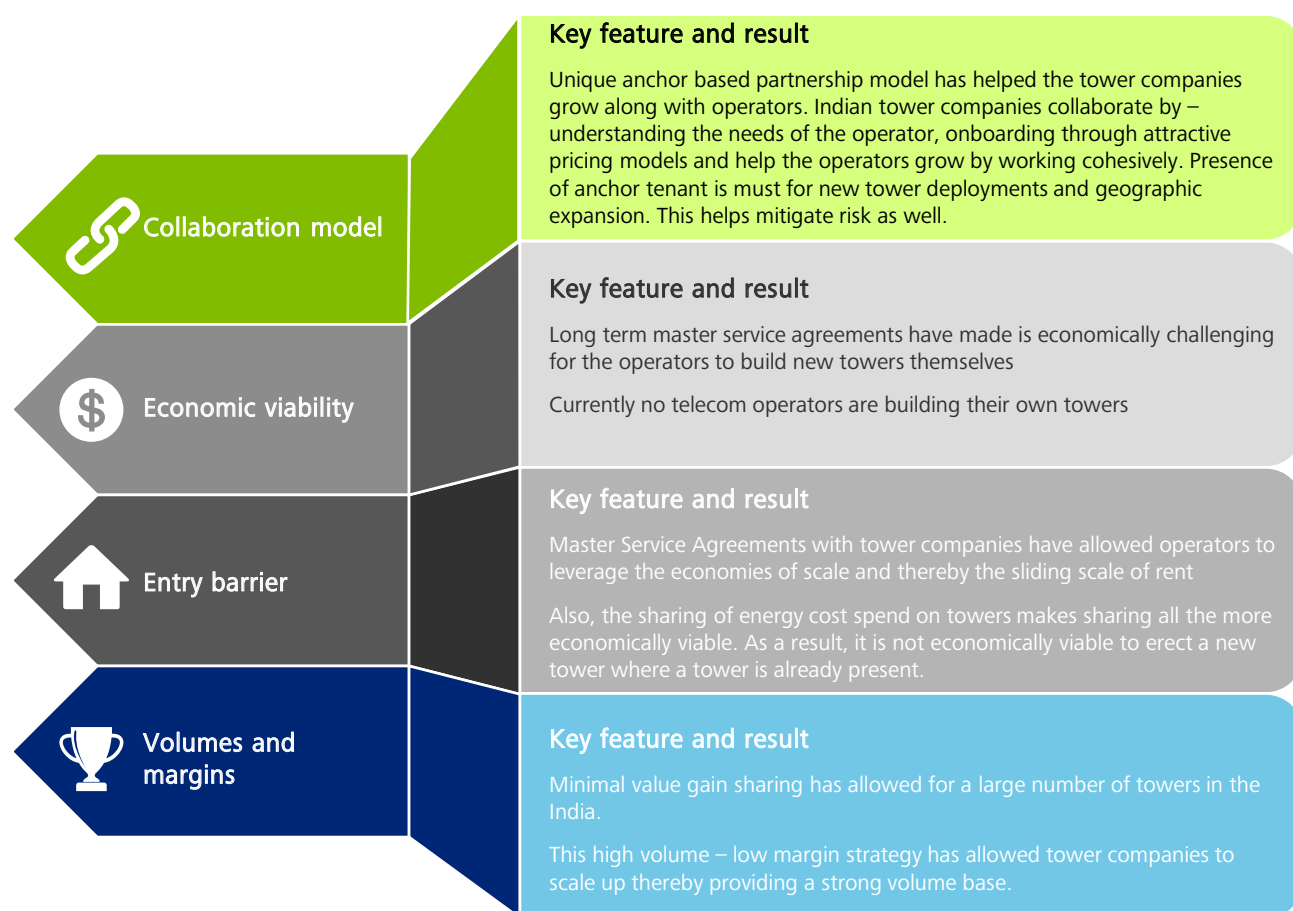 Collaboration model
Key feature and result
Unique anchor based partnership model has helped the tower companies
grow along with operators. Indian tower companies collaborate by –
understanding the needs of the operator, onboarding through attractive
pricing models and help the operators grow by working cohesively. Presence
of anchor tenant is must for new tower deployments and geographic
expansion. This helps mitigate risk as well.
Economic viability
Key feature and result
Long term master service agreements have made is economically challenging
for the operators to build new towers themselves
Currently no telecom operators are building their own towers
Entry barrier
Key feature and result
Master Service Agreements with tower companies have allowed operators to
leverage the economies of scale and thereby the sliding scale of rent
Also, the sharing of energy cost spend on towers makes sharing all the more
economically viable. As a result, it is not economically viable to erect a new
tower where a tower is already present.
Volumes and
margins
Key feature and result
Minimal value gain sharing has allowed for a large number of towers in the
India.
This high volume – low margin strategy has allowed tower companies to
scale up thereby providing a strong volume base.